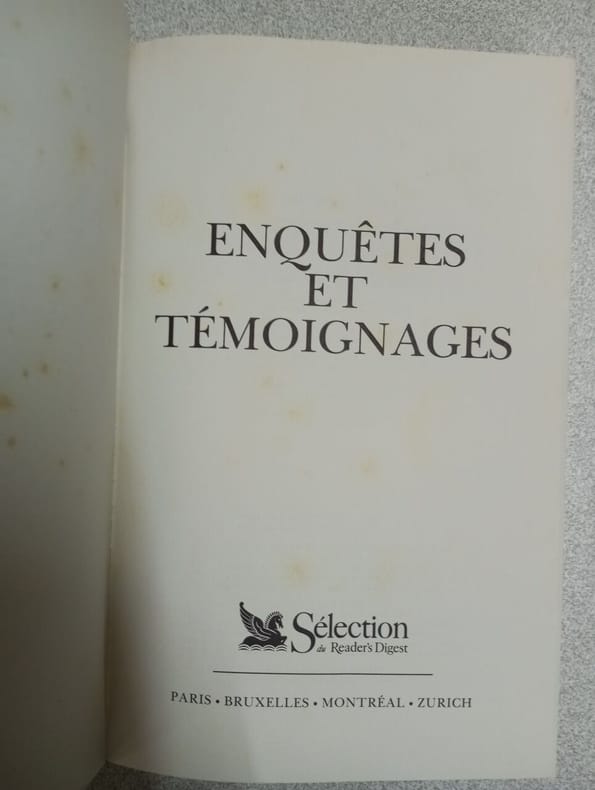 ENQUÊTES
ET
TÉMOIGNAGES
Sélection
du Reader's Digest
PARIS • BRUXELLES • MONTRÉAL • ZURICH